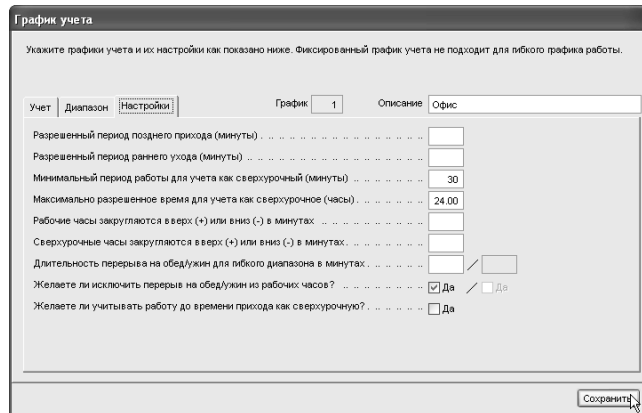 График учета
Укажите графики учета и их настройки как показано ниже. Фиксированный график учета не подходит для гибкого графика работы.
Учет Диапазон Настройки График 1 Описание Офис
Разрешенный период позднего прихода (минуты) . . .. .. .. .. .. .. .. .. .. .. .. .. ..
Разрешенный период раннего ухода (минуты) .. .. .. .. .. .. .. .. .. .. .. .. .. ..
Минимальный период работы для учета как сверхурочный (минуты) .. .. .. .. .. 30
Максимально разрешенное время для учета как сверхурочное (часы) . .. .. .. .. 24.00
Рабочие часы закругляются вверх (+) или вниз (-) в минутах .. .. .. .. .. .. ..
Сверхурочные часы закругляются вверх (+) или вниз (-) в минутах. .. .. .. .. ..
Длительность перерыва на обед/ужин для гибкого диапазона в минутах . .. .. .. .. /
Желаете ли исключить перерыв на обед/ужин из рабочих часов? .. .. .. .. .. .. Да / Да
Желаете ли учитывать работу до времени прихода как сверхурочную? . .. .. .. .. Да
Сохранить